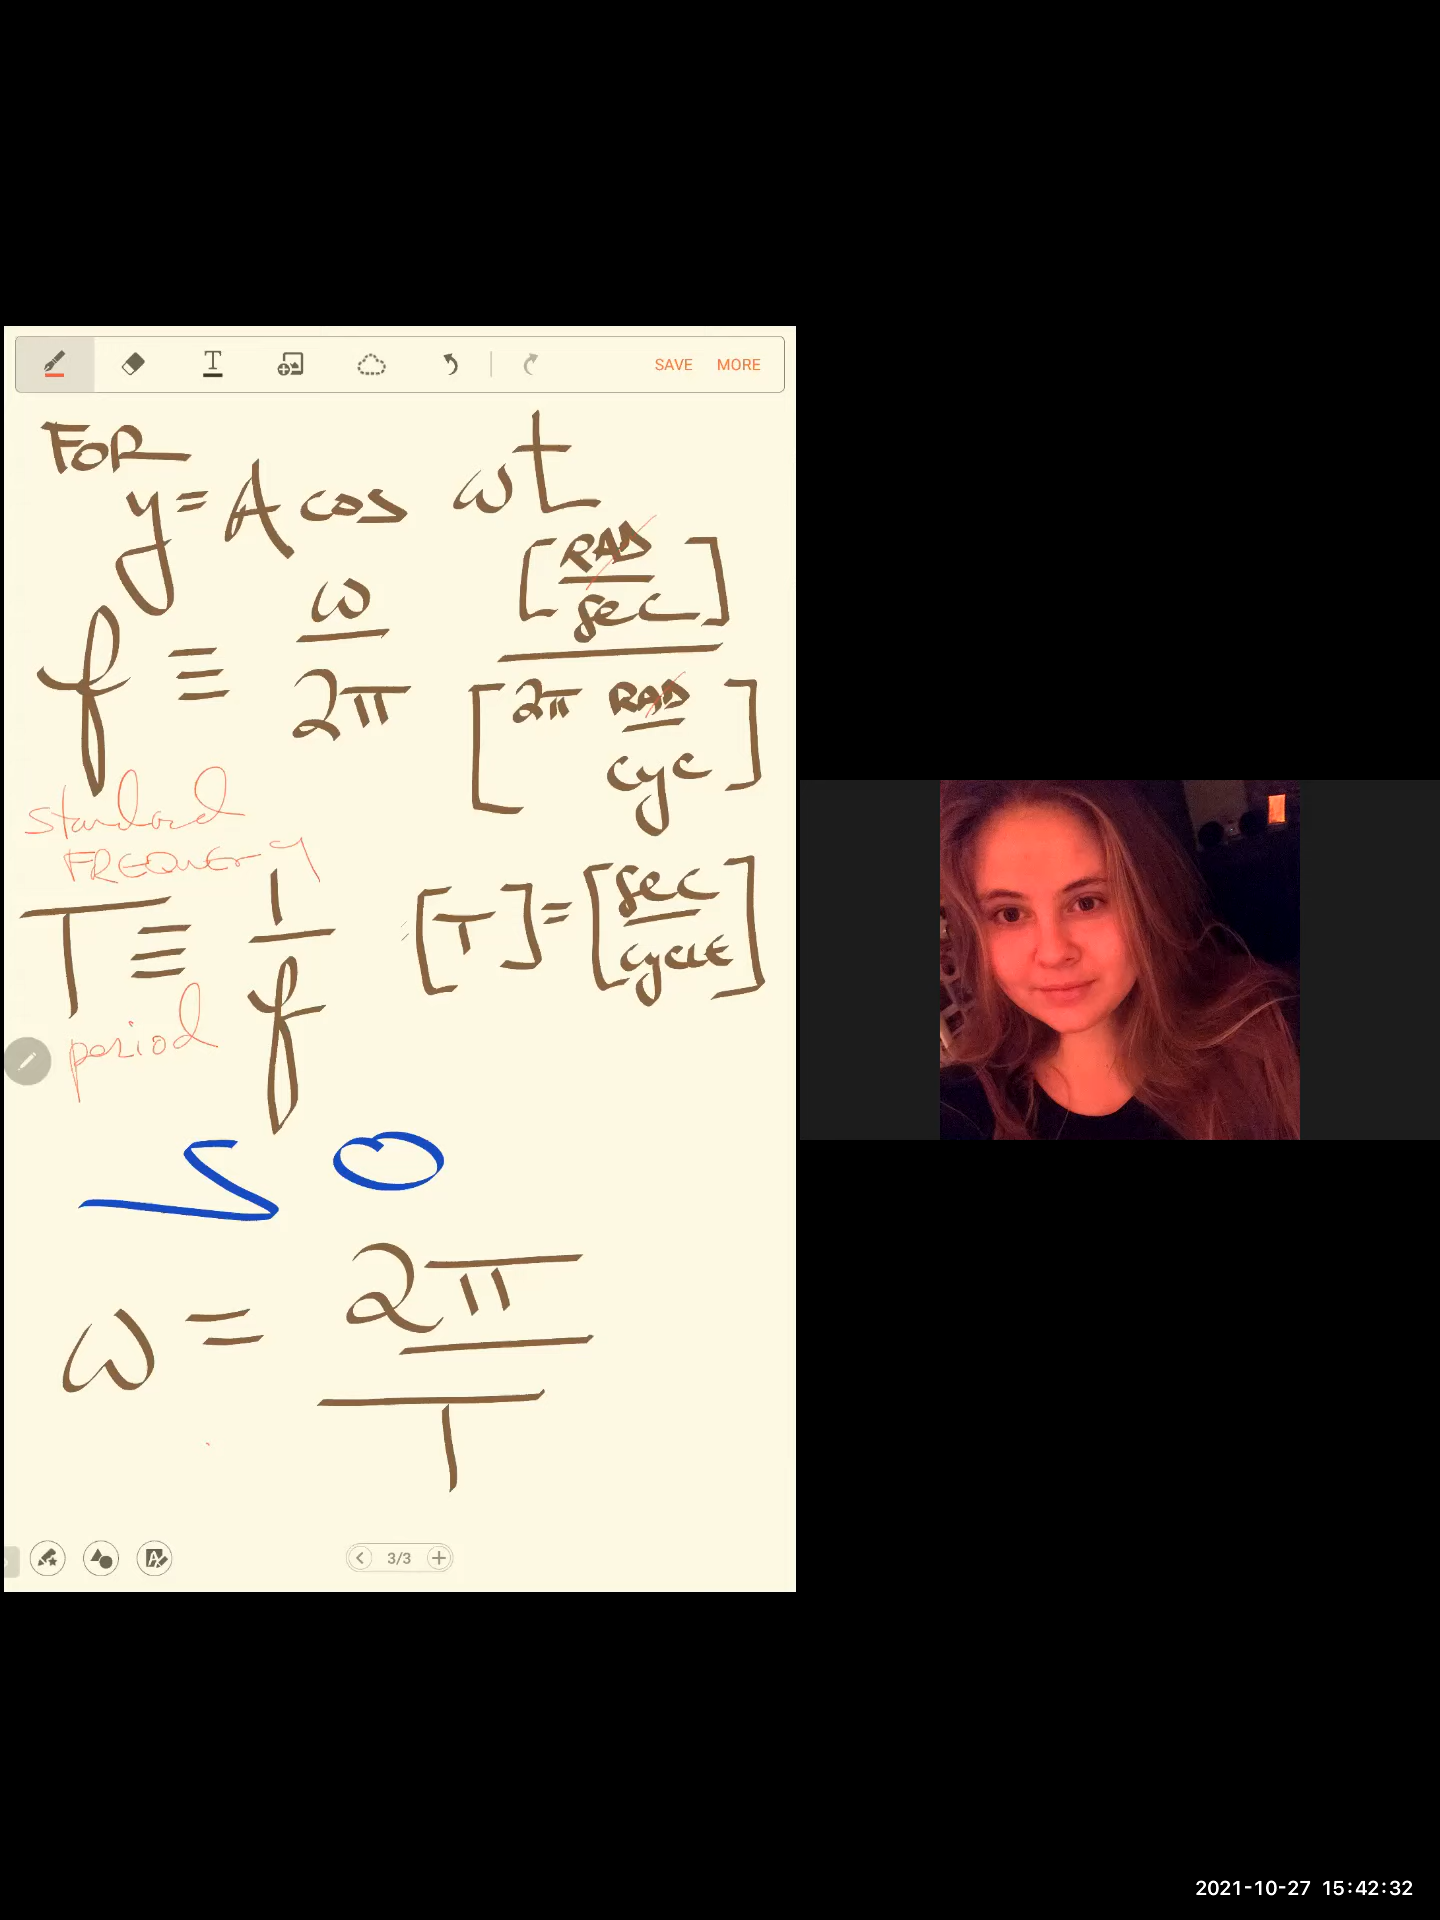 SAVE MORE
FOR
y = A cos ωt
f ≡ ω / 2π [RAD / sec] / [2π RAD / cyc]
standard
FREQUENCY
T ≡ 1 / f [T] = [sec / CYCLE]
period
SO
ω = 2π / T
3/3
2021-10-27 15:42:32